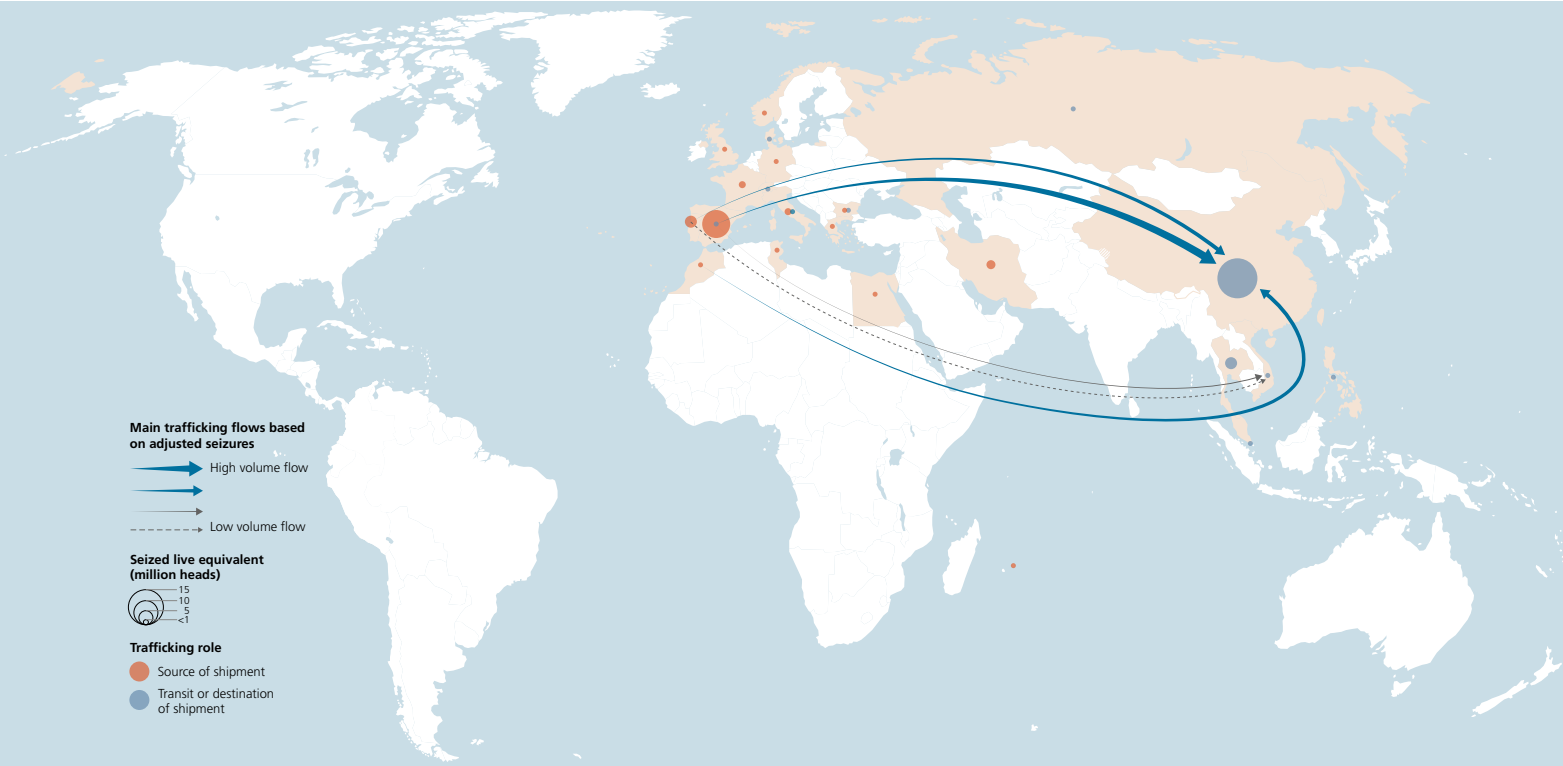 Main trafficking flows based
on adjusted seizures
High volume flow
Low volume flow
Seized live equivalent
(million heads)
15
10
5
<1
Trafficking role
Source of shipment
Transit or destination
of shipment